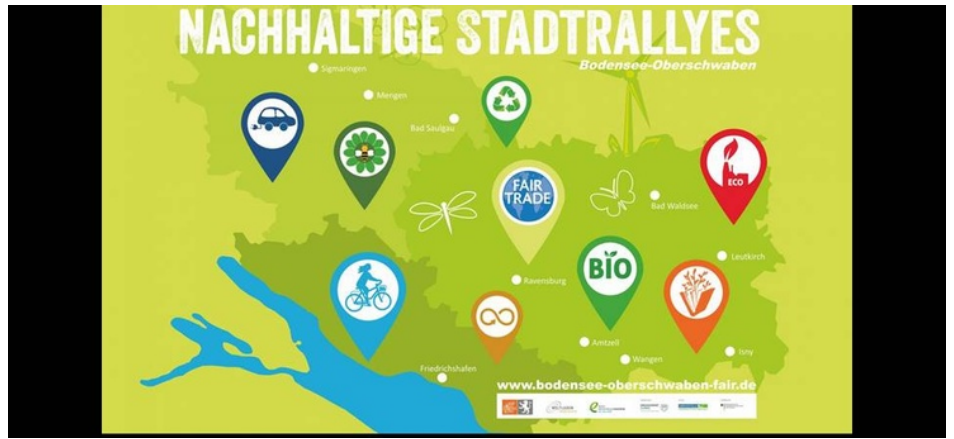 NACHHALTIGE STADTRALLYES
Bodensee-Oberschwaben
Sigmaringen
Mengen
Bad Saulgau
ECO
FAIR
TRADE
Bad Waldsee
Leutkirch
BIO
Ravensburg
Amtzell
Isny
Wangen
Friedrichshafen
www.bodensee-oberschwaben-fair.de